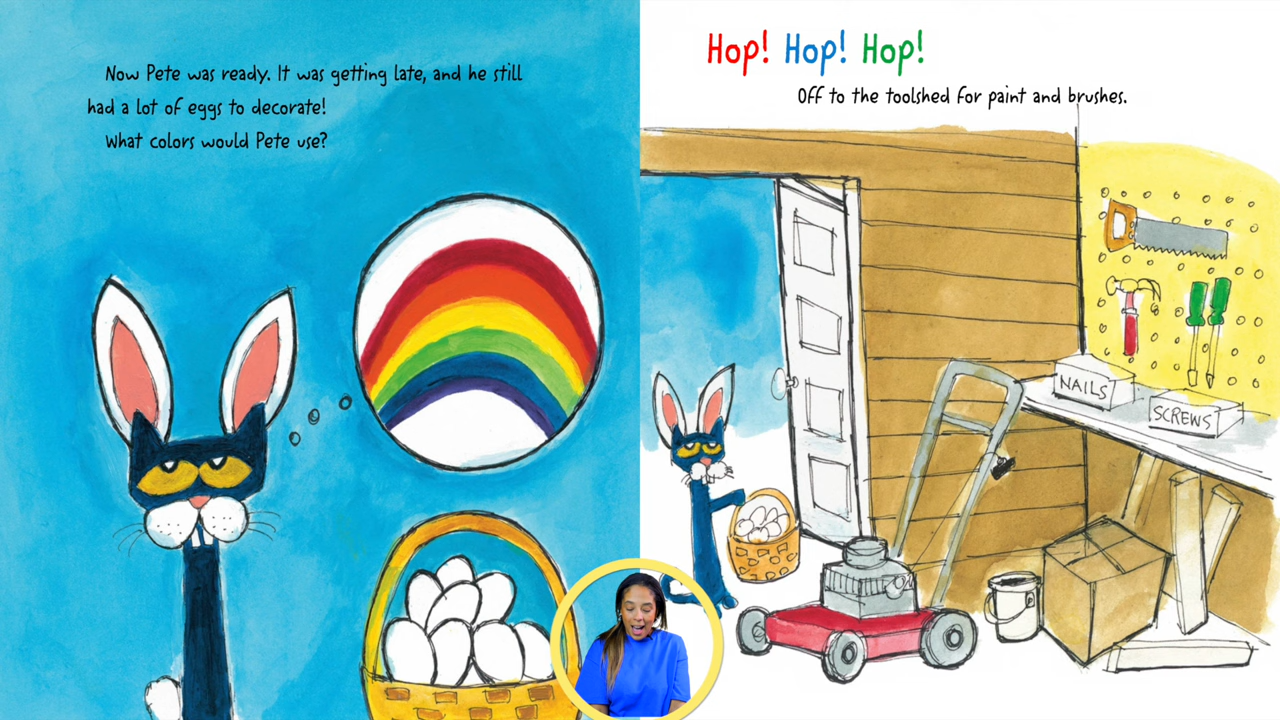 Now Pete was ready. It was getting late, and he still
had a lot of eggs to decorate!
What colors would Pete use?
Hop! Hop! Hop!
Off to the toolshed for paint and brushes.
NAILS
SCREWS